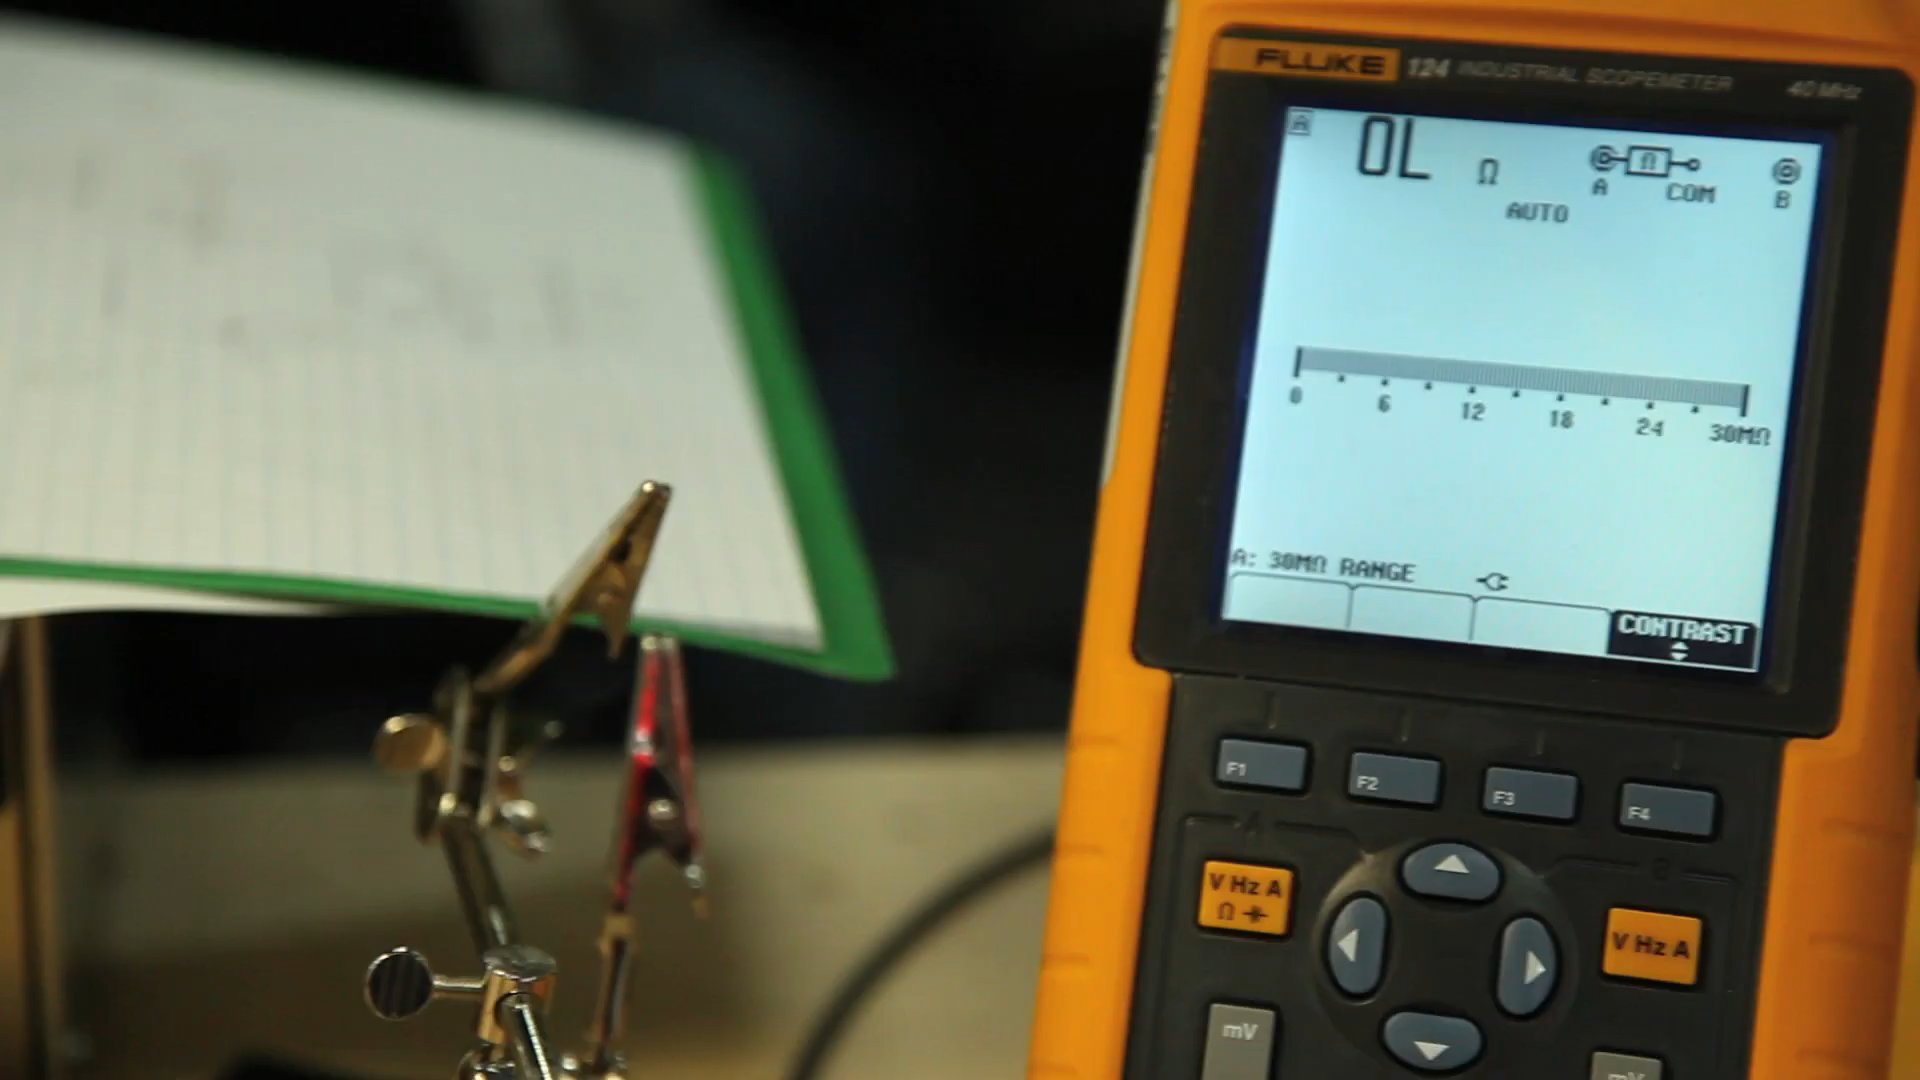 FLUKE 124 INDUSTRIAL SCOPEMETER 40 MHz
A OL Ω Ω
A COM B
AUTO
0 6 12 18 24 30MΩ
A: 30MΩ RANGE
CONTRAST
F1 F2 F3 F4
A
V Hz A
Ω
V Hz A
mV
mV